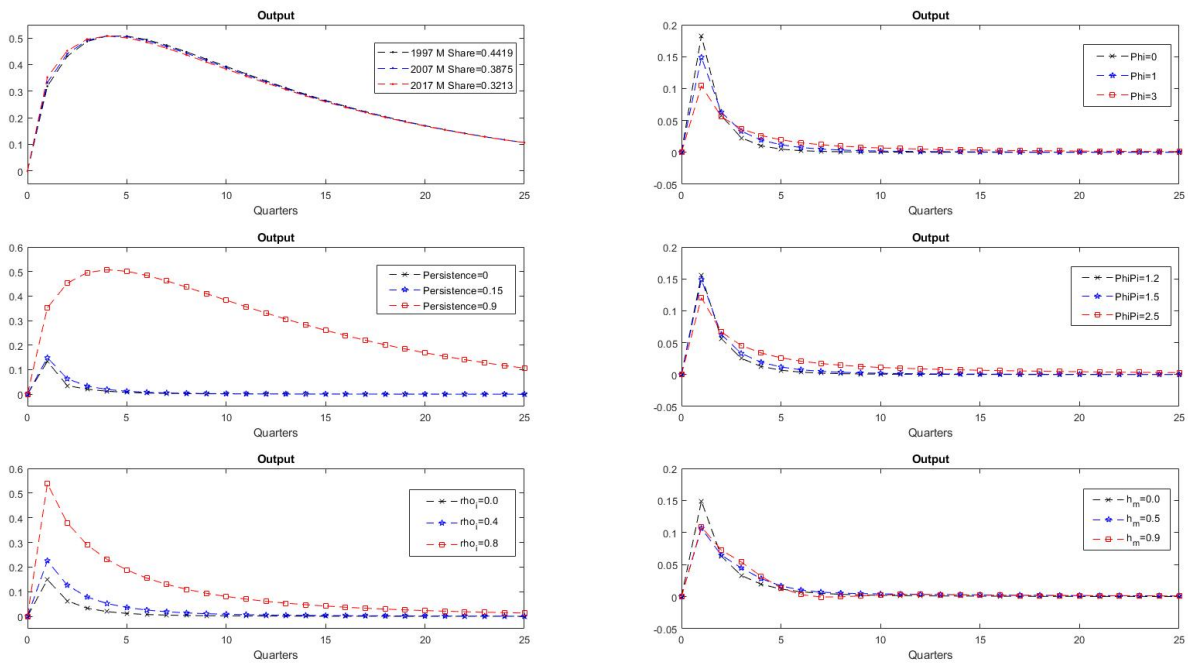 Output
0.5
0.4
0.3
0.2
0.1
0
0 5 10 15 20 25
Quarters
1997 M Share=0.4419
2007 M Share=0.3875
2017 M Share=0.3213
Output
0.2
0.15
0.1
0.05
0
-0.05
0 5 10 15 20 25
Quarters
Phi=0
Phi=1
Phi=3
Output
0.6
0.5
0.4
0.3
0.2
0.1
0
0 5 10 15 20 25
Quarters
Persistence=0
Persistence=0.15
Persistence=0.9
Output
0.2
0.15
0.1
0.05
0
-0.05
0 5 10 15 20 25
Quarters
PhiPi=1.2
PhiPi=1.5
PhiPi=2.5
Output
0.6
0.5
0.4
0.3
0.2
0.1
0
0 5 10 15 20 25
Quarters
rho_i=0.0
rho_i=0.4
rho_i=0.8
Output
0.2
0.15
0.1
0.05
0
-0.05
0 5 10 15 20 25
Quarters
h_m=0.0
h_m=0.5
h_m=0.9